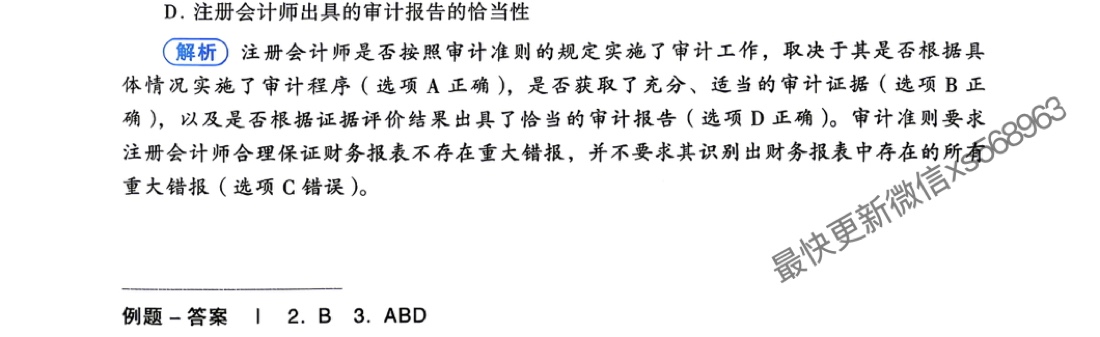 D. 注册会计师出具的审计报告的恰当性
解析 注册会计师是否按照审计准则的规定实施了审计工作，取决于其是否根据具
体情况实施了审计程序（选项 A 正确），是否获取了充分、适当的审计证据（选项 B 正
确），以及是否根据证据评价结果出具了恰当的审计报告（选项 D 正确）。审计准则要求
注册会计师合理保证财务报表不存在重大错报，并不要求其识别出财务报表中存在的所有
重大错报（选项 C 错误）。
最快更新微信xs568963
例题 – 答案 | 2. B 3. ABD